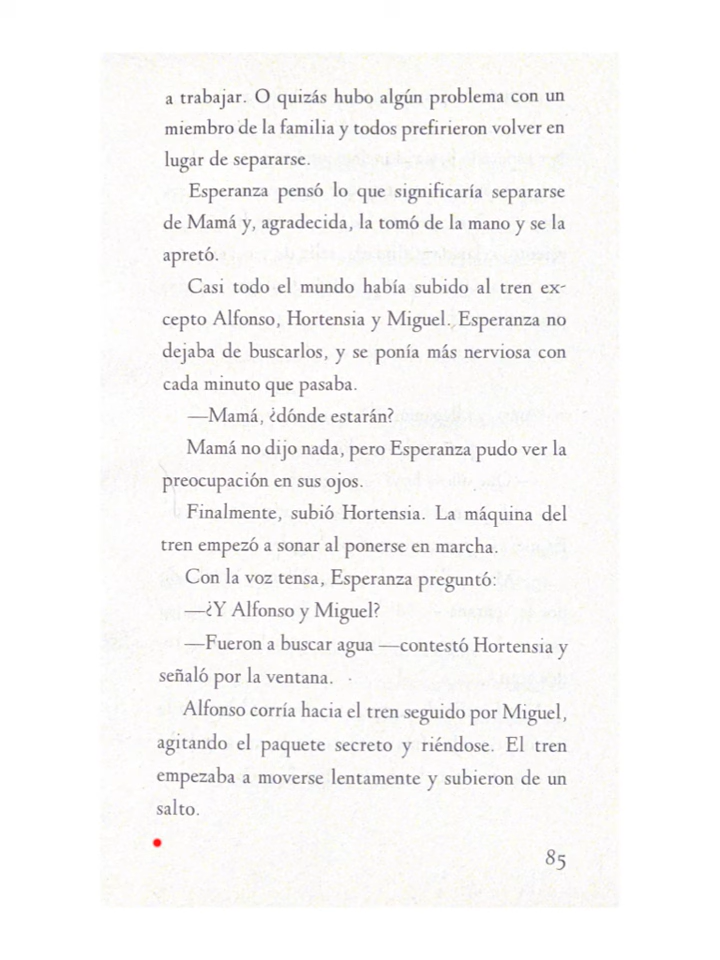 a trabajar. O quizás hubo algún problema con un
miembro de la familia y todos prefirieron volver en
lugar de separarse.
Esperanza pensó lo que significaría separarse
de Mamá y, agradecida, la tomó de la mano y se la
apretó.
Casi todo el mundo había subido al tren ex-
cepto Alfonso, Hortensia y Miguel. Esperanza no
dejaba de buscarlos, y se ponía más nerviosa con
cada minuto que pasaba.
—Mamá, ¿dónde estarán?
Mamá no dijo nada, pero Esperanza pudo ver la
preocupación en sus ojos.
Finalmente, subió Hortensia. La máquina del
tren empezó a sonar al ponerse en marcha.
Con la voz tensa, Esperanza preguntó:
—¿Y Alfonso y Miguel?
—Fueron a buscar agua —contestó Hortensia y
señaló por la ventana.
Alfonso corría hacia el tren seguido por Miguel,
agitando el paquete secreto y riéndose. El tren
empezaba a moverse lentamente y subieron de un
salto.
85